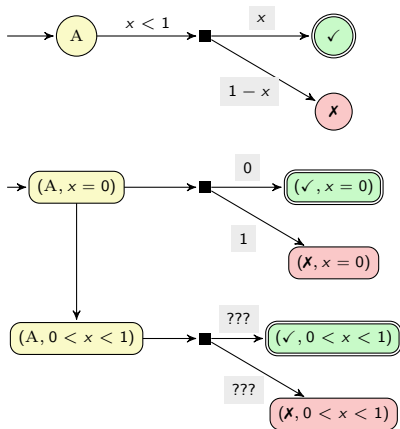 x < 1
x
A
✓
1 − x
✗
0
(A, x = 0)
(✓, x = 0)
1
(✗, x = 0)
???
(A, 0 < x < 1)
(✓, 0 < x < 1)
???
(✗, 0 < x < 1)